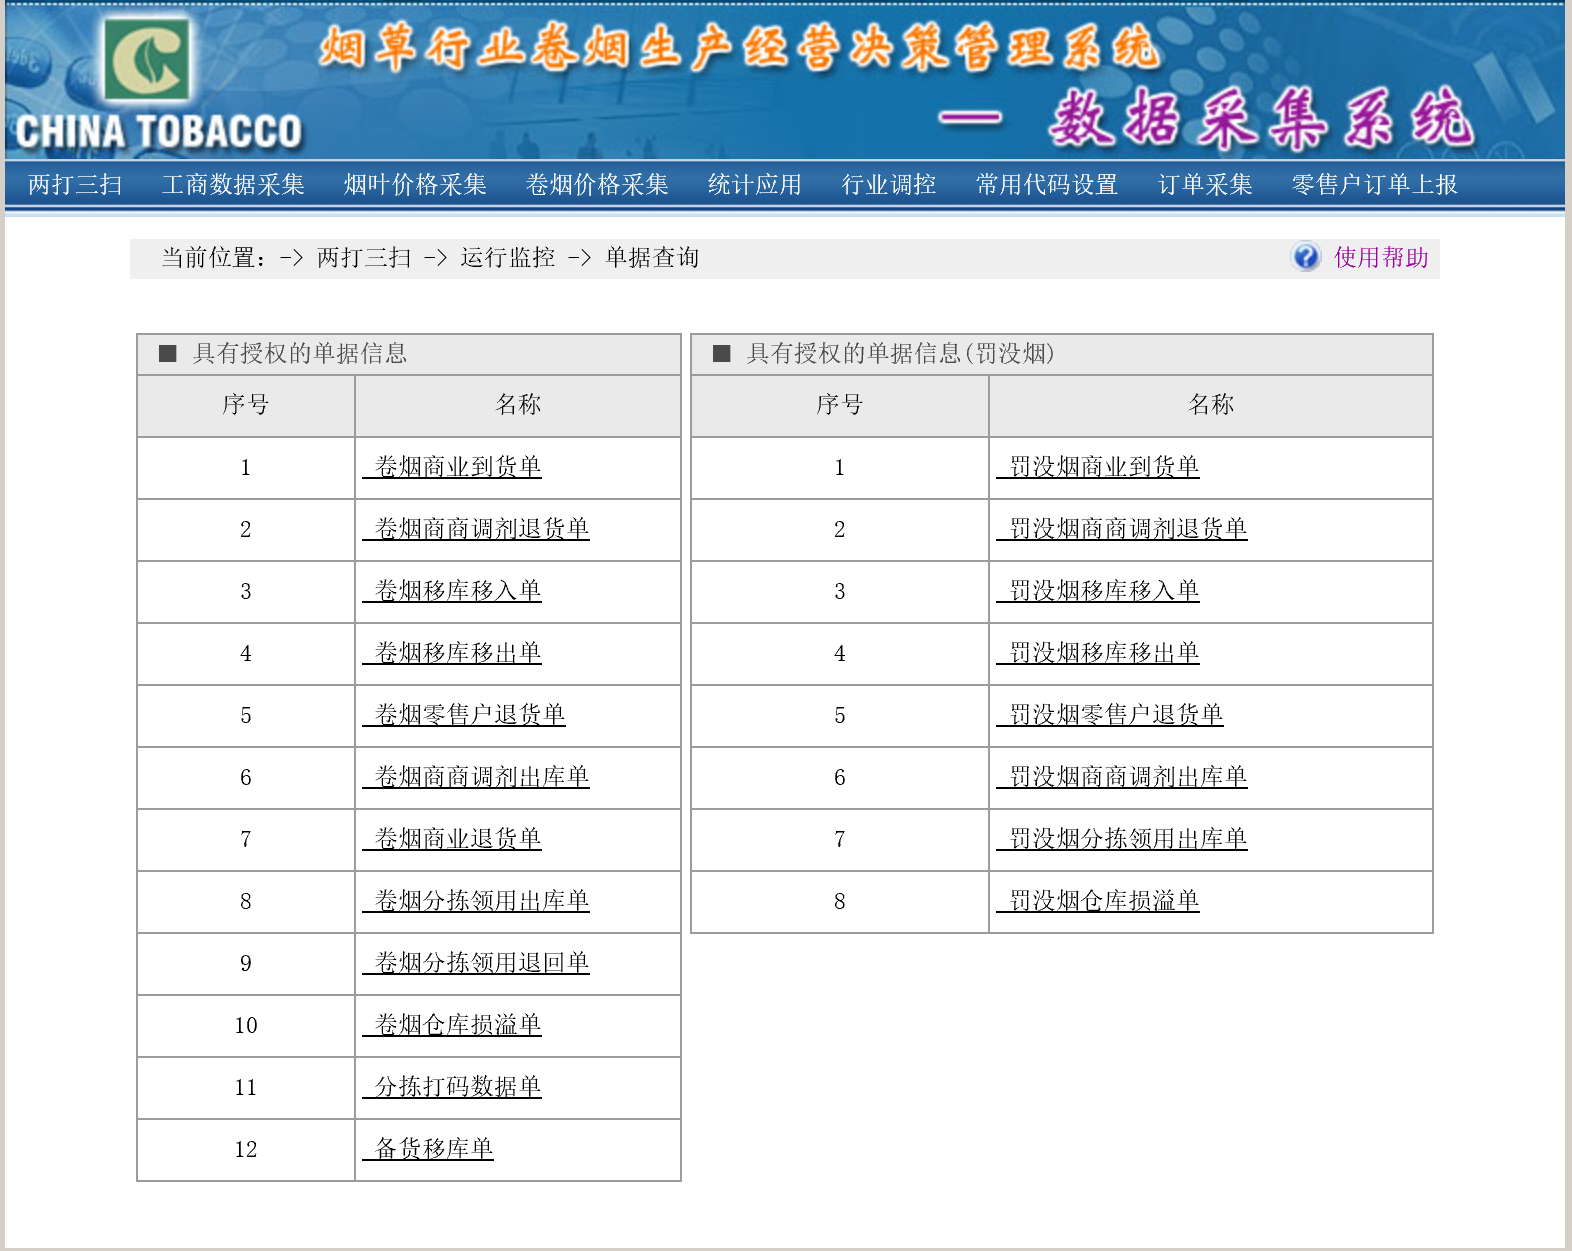 烟草行业卷烟生产经营决策管理系统
— 数据采集系统
CHINA TOBACCO
两打三扫 工商数据采集 烟叶价格采集 卷烟价格采集 统计应用 行业调控 常用代码设置 订单采集 零售户订单上报
当前位置：-> 两打三扫 -> 运行监控 -> 单据查询 使用帮助
■ 具有授权的单据信息
序号 名称
1 卷烟商业到货单
2 卷烟商商调剂退货单
3 卷烟移库移入单
4 卷烟移库移出单
5 卷烟零售户退货单
6 卷烟商商调剂出库单
7 卷烟商业退货单
8 卷烟分拣领用出库单
9 卷烟分拣领用退回单
10 卷烟仓库损溢单
11 分拣打码数据单
12 备货移库单
■ 具有授权的单据信息(罚没烟)
序号 名称
1 罚没烟商业到货单
2 罚没烟商商调剂退货单
3 罚没烟移库移入单
4 罚没烟移库移出单
5 罚没烟零售户退货单
6 罚没烟商商调剂出库单
7 罚没烟分拣领用出库单
8 罚没烟仓库损溢单